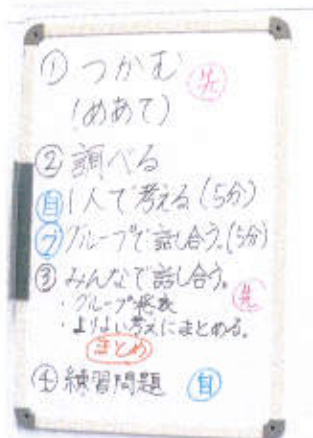 ① つかむ 先
(めあて)
② 調べる
自 1人で考える(5分)
グ グループで話し合う。(5分)
③ みんなで話し合う。
・グループ発表 先
・よりよい考えにまとめる。
まとめ
④ 練習問題 自